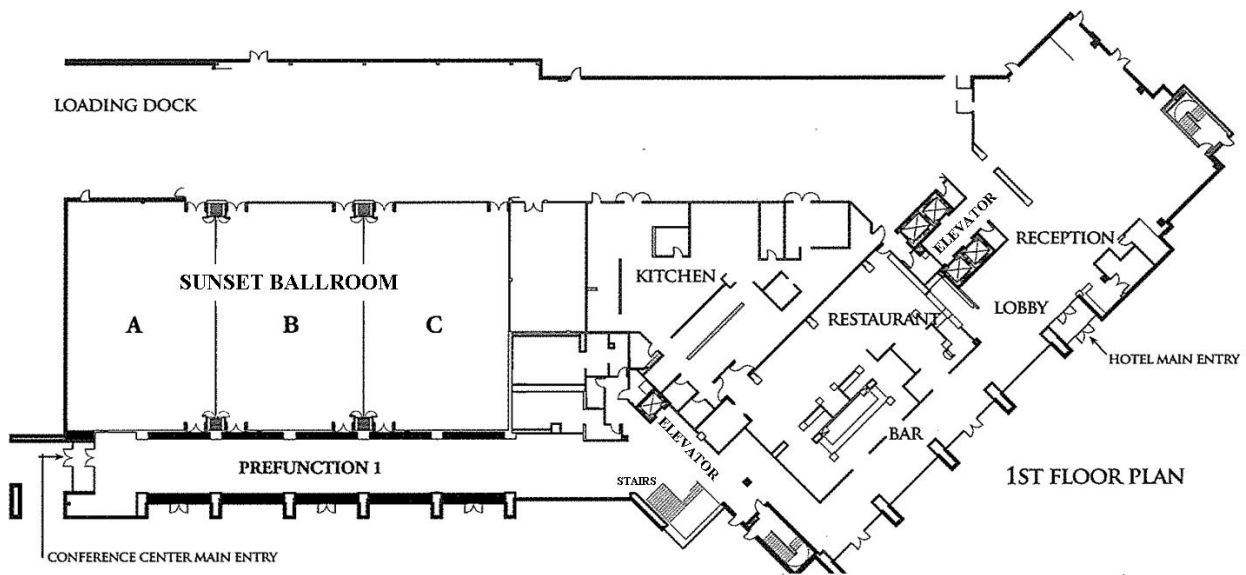 LOADING DOCK
ELEVATOR
RECEPTION
KITCHEN
SUNSET BALLROOM
LOBBY
RESTAURANT
A
B
C
HOTEL MAIN ENTRY
BAR
ELEVATOR
PREFUNCTION 1
STAIRS
1ST FLOOR PLAN
CONFERENCE CENTER MAIN ENTRY